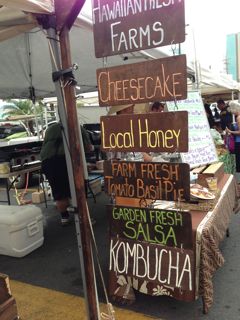 HAWAIIAN FRESH
FARMS
CHEESECAKE
Local HONEY
FARM FRESH
TOMATO BASIL PIE
GARDEN FRESH
SALSA
KOMBUCHA